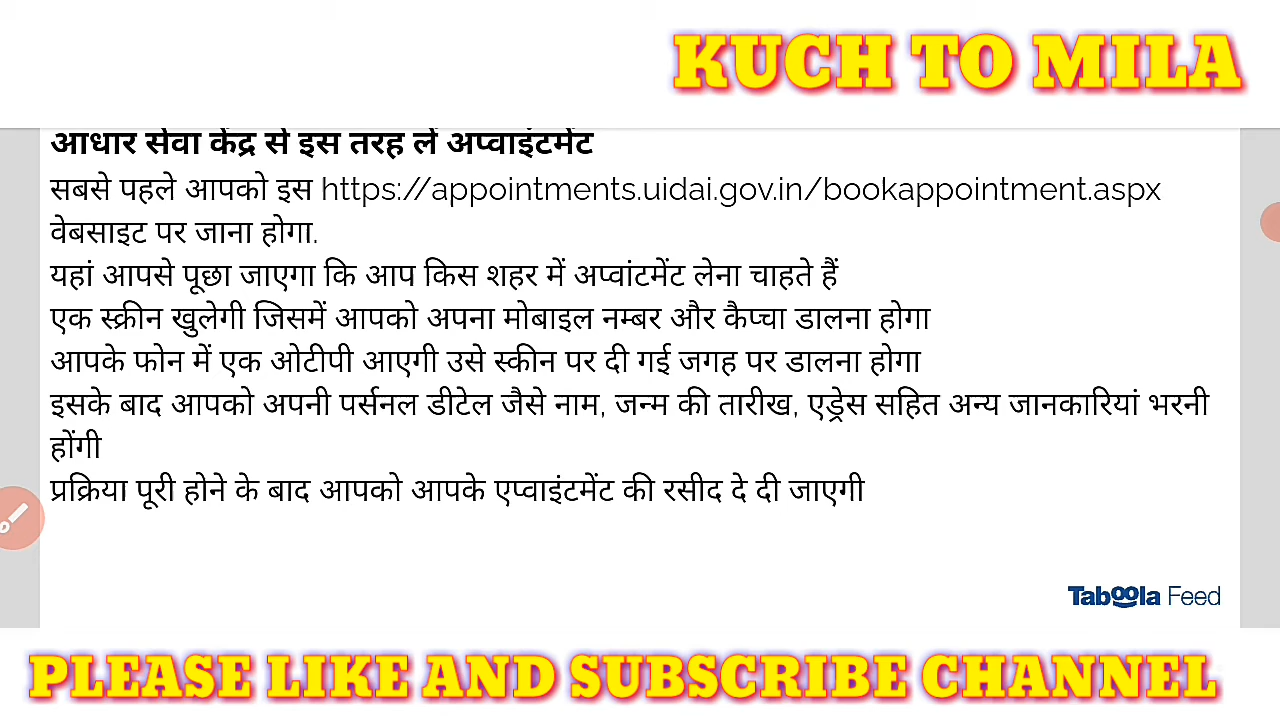 KUCH TO MILA
आधार सेवा केंद्र से इस तरह लें अप्वाइंटमेंट
सबसे पहले आपको इस https://appointments.uidai.gov.in/bookappointment.aspx
वेबसाइट पर जाना होगा.
यहां आपसे पूछा जाएगा कि आप किस शहर में अप्वांटमेंट लेना चाहते हैं
एक स्क्रीन खुलेगी जिसमें आपको अपना मोबाइल नम्बर और कैप्चा डालना होगा
आपके फोन में एक ओटीपी आएगी उसे स्कीन पर दी गई जगह पर डालना होगा
इसके बाद आपको अपनी पर्सनल डीटेल जैसे नाम, जन्म की तारीख, एड्रेस सहित अन्य जानकारियां भरनी
होंगी
प्रक्रिया पूरी होने के बाद आपको आपके एप्वाइंटमेंट की रसीद दे दी जाएगी
Taboola Feed
PLEASE LIKE AND SUBSCRIBE CHANNEL